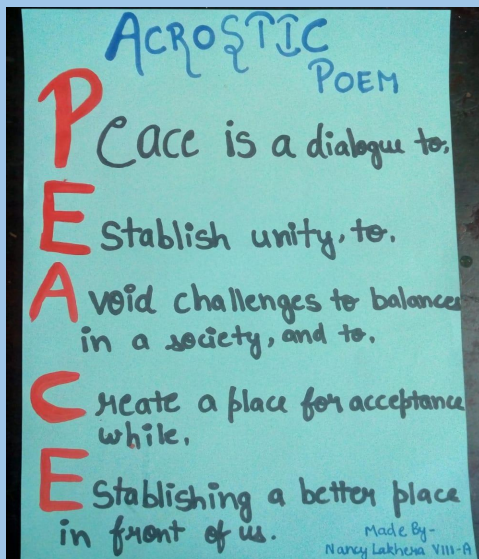 ACROSTIC
POEM
Peace is a dialogue to,
Establish unity, to.
Avoid challenges to balances
in a society, and to.
Create a place for acceptance
while,
Establishing a better place
in front of us.
Made By-
Nancy Lakhera VIII-A